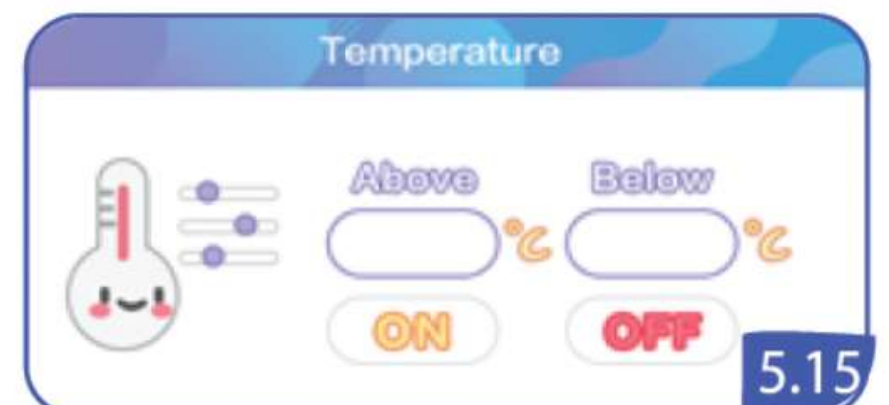 Temperature
Above Below
°C °C
ON OFF
5.15